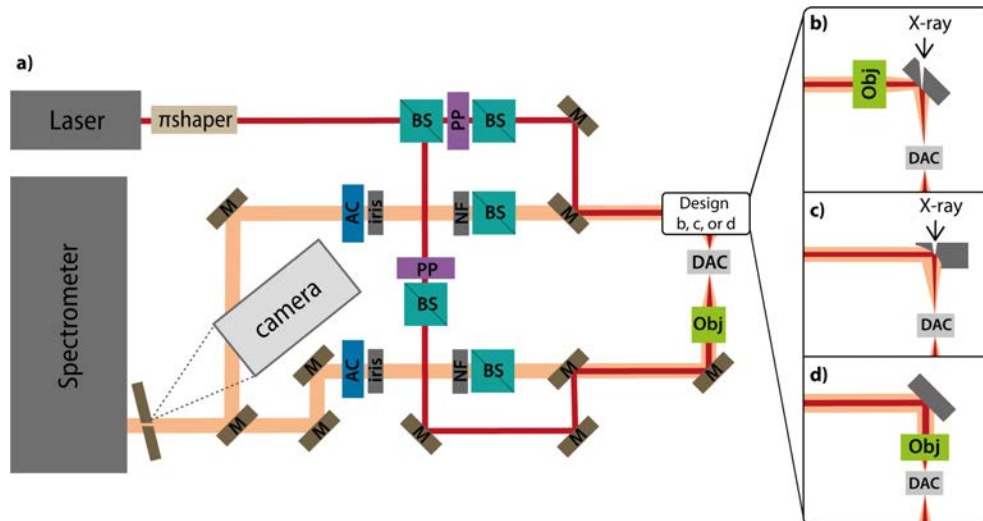 a)
Laser
πshaper
BS
PP
BS
M
M
AC
iris
NF
BS
M
Design
b, c, or d
DAC
Spectrometer
camera
PP
BS
Obj
M
AC
iris
NF
BS
M
M
M
M
M
M
b)
X-ray
Obj
DAC
c)
X-ray
DAC
d)
Obj
DAC